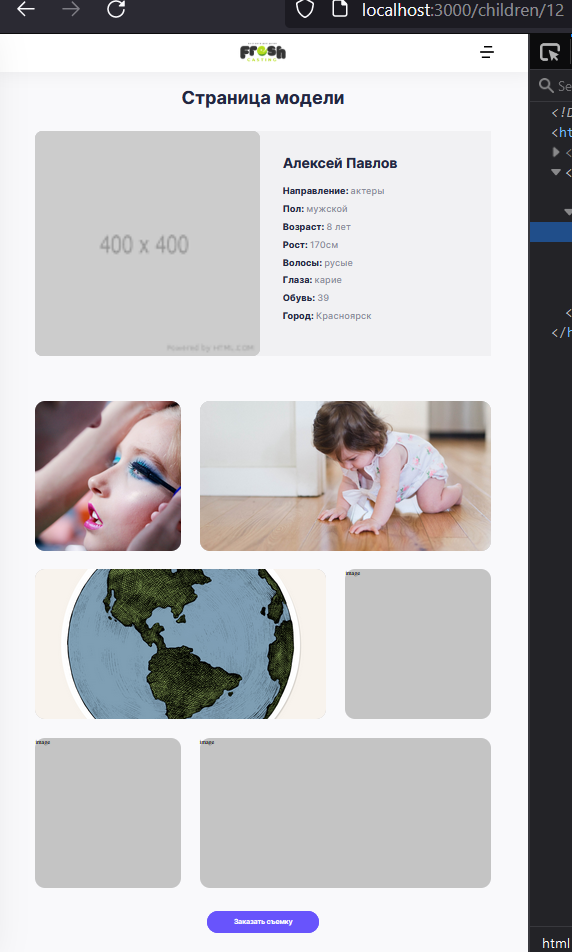 localhost:3000/children/12
Fresh
CASTING
Se
<!D
<ht
<
<
Страница модели
400 x 400
Powered by HTML.COM
Алексей Павлов
Направление: актеры
Пол: мужской
Возраст: 8 лет
Рост: 170см
Волосы: русые
Глаза: карие
Обувь: 39
Город: Красноярск
<
</h
image
image
image
Заказать съемку
html